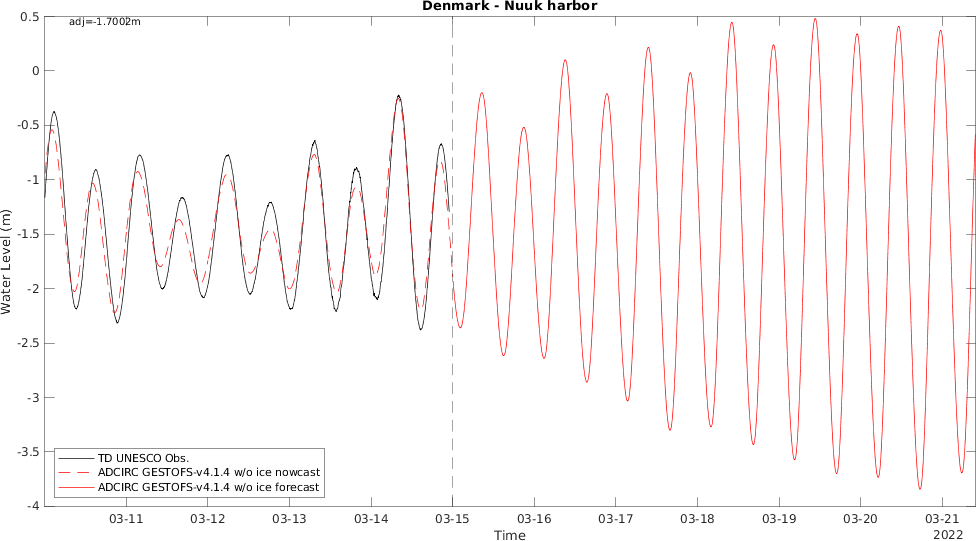 Denmark - Nuuk harbor
adj=-1.7002m
0.5
0
-0.5
-1
-1.5
-2
-2.5
-3
-3.5
-4
Water Level (m)
TD UNESCO Obs.
ADCIRC GESTOFS-v4.1.4 w/o ice nowcast
ADCIRC GESTOFS-v4.1.4 w/o ice forecast
03-11 03-12 03-13 03-14 03-15 03-16 03-17 03-18 03-19 03-20 03-21
Time
2022